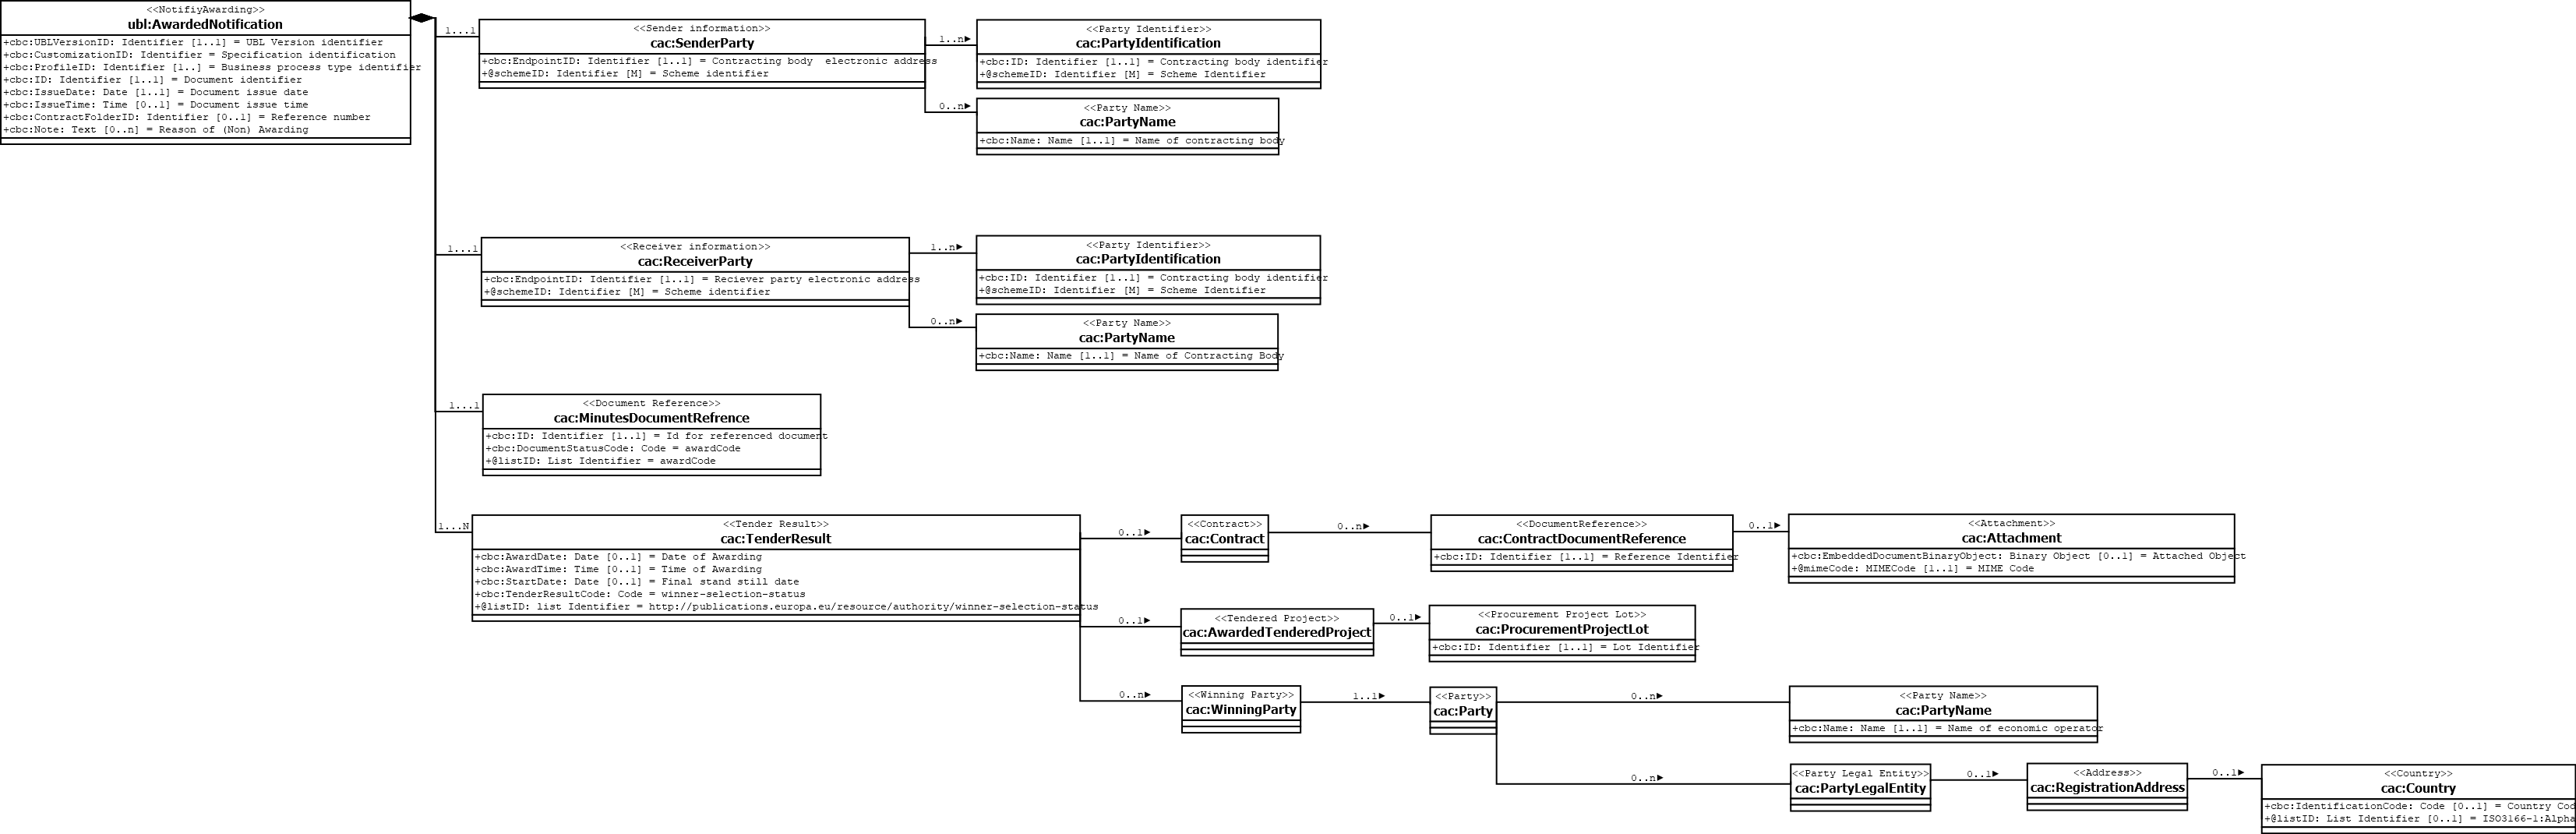 <<NotifiyAwarding>>
ubl:AwardedNotification
+cbc:UBLVersionID: Identifier [1..1] = UBL Version identifier
+cbc:CustomizationID: Identifier = Specification identification
+cbc:ProfileID: Identifier [1..] = Business process type identifier
+cbc:ID: Identifier [1..1] = Document identifier
+cbc:IssueDate: Date [1..1] = Document issue date
+cbc:IssueTime: Time [0..1] = Document issue time
+cbc:ContractFolderID: Identifier [0..1] = Reference number
+cbc:Note: Text [0..n] = Reason of (Non) Awarding
1...1
<<Sender information>>
cac:SenderParty
+cbc:EndpointID: Identifier [1..1] = Contracting body  electronic address
+@schemeID: Identifier [M] = Scheme identifier
1..n
<<Party Identifier>>
cac:PartyIdentification
+cbc:ID: Identifier [1..1] = Contracting body identifier
+@schemeID: Identifier [M] = Scheme Identifier
0..n
<<Party Name>>
cac:PartyName
+cbc:Name: Name [1..1] = Name of contracting body
1...1
<<Receiver information>>
cac:ReceiverParty
+cbc:EndpointID: Identifier [1..1] = Reciever party electronic address
+@schemeID: Identifier [M] = Scheme identifier
1..n
<<Party Identifier>>
cac:PartyIdentification
+cbc:ID: Identifier [1..1] = Contracting body identifier
+@schemeID: Identifier [M] = Scheme Identifier
0..n
<<Party Name>>
cac:PartyName
+cbc:Name: Name [1..1] = Name of Contracting Body
1...1
<<Document Reference>>
cac:MinutesDocumentRefrence
+cbc:ID: Identifier [1..1] = Id for referenced document
+cbc:DocumentStatusCode: Code = awardCode
+@listID: List Identifier = awardCode
1...N
<<Tender Result>>
cac:TenderResult
+cbc:AwardDate: Date [0..1] = Date of Awarding
+cbc:AwardTime: Time [0..1] = Time of Awarding
+cbc:StartDate: Date [0..1] = Final stand still date
+cbc:TenderResultCode: Code = winner-selection-status
+@listID: list Identifier = http://publications.europa.eu/resource/authority/winner-selection-status
0..1
<<Contract>>
cac:Contract
0..n
<<DocumentReference>>
cac:ContractDocumentReference
+cbc:ID: Identifier [1..1] = Reference Identifier
0..1
<<Attachment>>
cac:Attachment
+cbc:EmbeddedDocumentBinaryObject: Binary Object [0..1] = Attached Object
+@mimeCode: MIMECode [1..1] = MIME Code
0..1
<<Tendered Project>>
cac:AwardedTenderedProject
0..1
<<Procurement Project Lot>>
cac:ProcurementProjectLot
+cbc:ID: Identifier [1..1] = Lot Identifier
0..n
<<Winning Party>>
cac:WinningParty
1..1
<<Party>>
cac:Party
0..n
<<Party Name>>
cac:PartyName
+cbc:Name: Name [1..1] = Name of economic operator
0..n
<<Party Legal Entity>>
cac:PartyLegalEntity
0..1
<<Address>>
cac:RegistrationAddress
0..1
<<Country>>
cac:Country
+cbc:IdentificationCode: Code [0..1] = Country Cod
+@listID: List Identifier [0..1] = ISO3166-1:Alpha